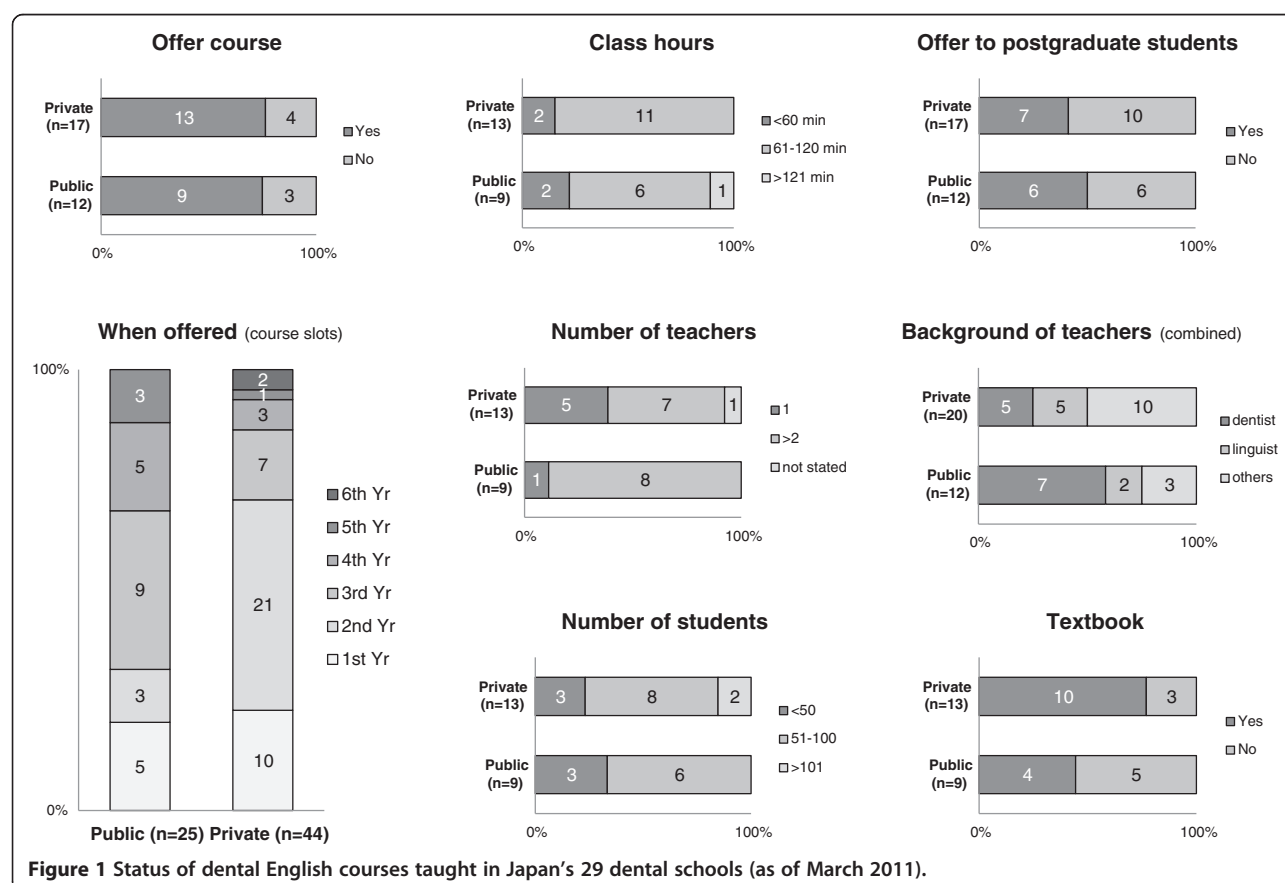 Offer course
Private
(n=17)
13
4
Public
(n=12)
9
3
0%
100%
Yes
No
Class hours
Private
(n=13)
2
11
Public
(n=9)
2
6
1
0%
100%
<60 min
61-120 min
>121 min
Offer to postgraduate students
Private
(n=17)
7
10
Public
(n=12)
6
6
0%
100%
Yes
No
When offered (course slots)
100%
0%
3
5
9
3
5
2
1
3
7
21
10
6th Yr
5th Yr
4th Yr
3rd Yr
2nd Yr
1st Yr
Public (n=25) Private (n=44)
Number of teachers
Private
(n=13)
5
7
1
Public
(n=9)
1
8
0%
100%
1
>2
not stated
Background of teachers (combined)
Private
(n=20)
5
5
10
Public
(n=12)
7
2
3
0%
100%
dentist
linguist
others
Number of students
Private
(n=13)
3
8
2
Public
(n=9)
3
6
0%
100%
<50
51-100
>101
Textbook
Private
(n=13)
10
3
Public
(n=9)
4
5
0%
100%
Yes
No
Figure 1 Status of dental English courses taught in Japan's 29 dental schools (as of March 2011).